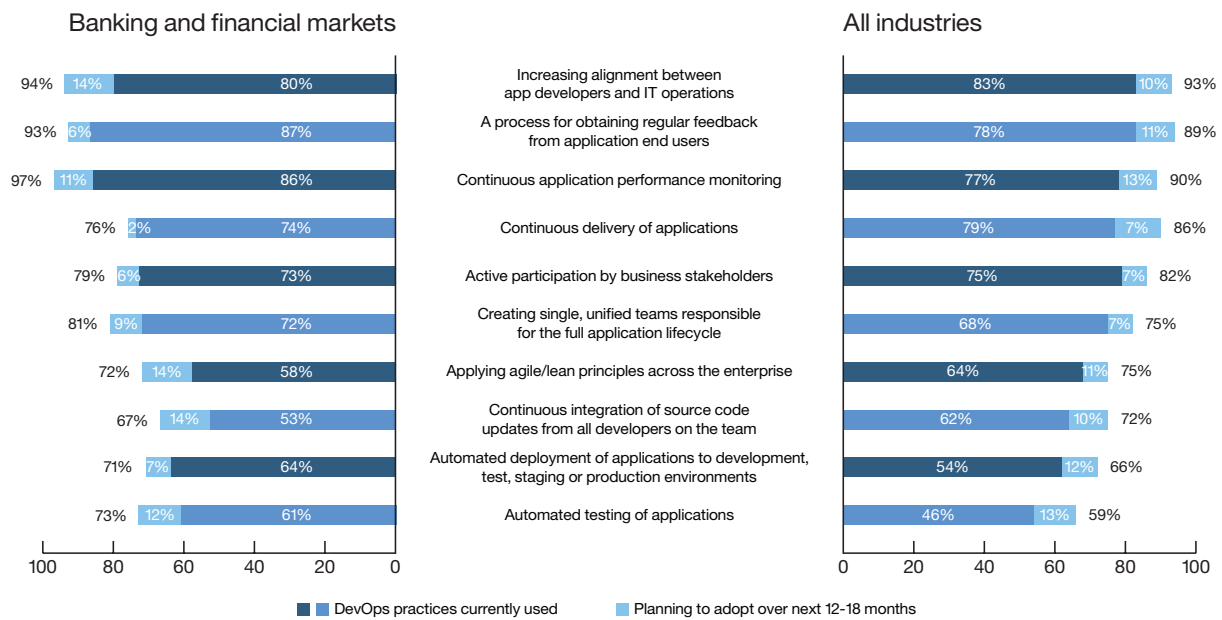 Banking and financial markets
All industries
94% 14% 80%
Increasing alignment between
app developers and IT operations
83% 10% 93%
93% 6% 87%
A process for obtaining regular feedback
from application end users
78% 11% 89%
97% 11% 86%
Continuous application performance monitoring
77% 13% 90%
76% 2% 74%
Continuous delivery of applications
79% 7% 86%
79% 6% 73%
Active participation by business stakeholders
75% 7% 82%
81% 9% 72%
Creating single, unified teams responsible
for the full application lifecycle
68% 7% 75%
72% 14% 58%
Applying agile/lean principles across the enterprise
64% 11% 75%
67% 14% 53%
Continuous integration of source code
updates from all developers on the team
62% 10% 72%
71% 7% 64%
Automated deployment of applications to development,
test, staging or production environments
54% 12% 66%
73% 12% 61%
Automated testing of applications
46% 13% 59%
100 80 60 40 20 0
0 20 40 60 80 100
DevOps practices currently used
Planning to adopt over next 12-18 months